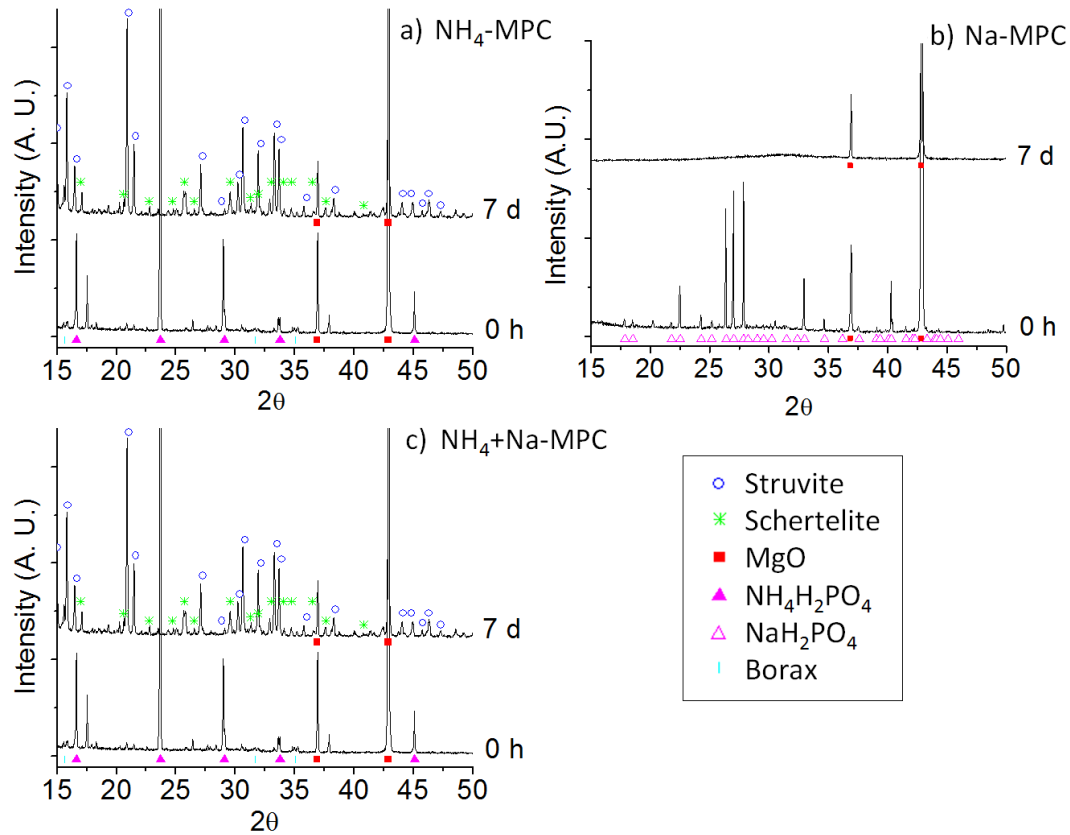 a) NH₄-MPC
Intensity (A. U.)
7 d
0 h
15 20 25 30 35 40 45 50
2θ
b) Na-MPC
Intensity (A.U.)
7 d
0 h
15 20 25 30 35 40 45 50
2θ
c) NH₄+Na-MPC
Intensity (A. U.)
7 d
0 h
15 20 25 30 35 40 45 50
2θ
Struvite
Schertelite
MgO
NH₄H₂PO₄
NaH₂PO₄
Borax